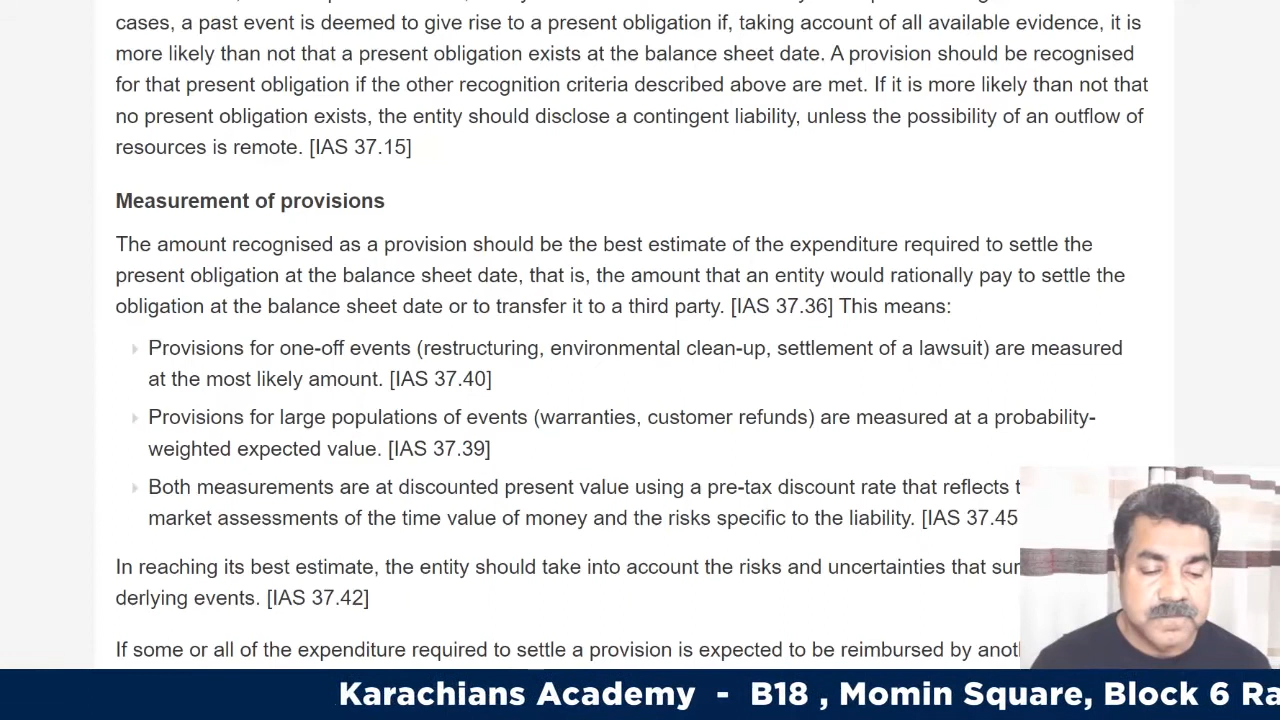 cases, a past event is deemed to give rise to a present obligation if, taking account of all available evidence, it is
more likely than not that a present obligation exists at the balance sheet date. A provision should be recognised
for that present obligation if the other recognition criteria described above are met. If it is more likely than not that
no present obligation exists, the entity should disclose a contingent liability, unless the possibility of an outflow of
resources is remote. [IAS 37.15]
Measurement of provisions
The amount recognised as a provision should be the best estimate of the expenditure required to settle the
present obligation at the balance sheet date, that is, the amount that an entity would rationally pay to settle the
obligation at the balance sheet date or to transfer it to a third party. [IAS 37.36] This means:
Provisions for one-off events (restructuring, environmental clean-up, settlement of a lawsuit) are measured
at the most likely amount. [IAS 37.40]
Provisions for large populations of events (warranties, customer refunds) are measured at a probability-
weighted expected value. [IAS 37.39]
Both measurements are at discounted present value using a pre-tax discount rate that reflects
market assessments of the time value of money and the risks specific to the liability. [IAS 37.45
In reaching its best estimate, the entity should take into account the risks and uncertainties that
derlying events. [IAS 37.42]
If some or all of the expenditure required to settle a provision is expected to be reimbursed by
Karachians Academy - B18 , Momin Square, Block 6